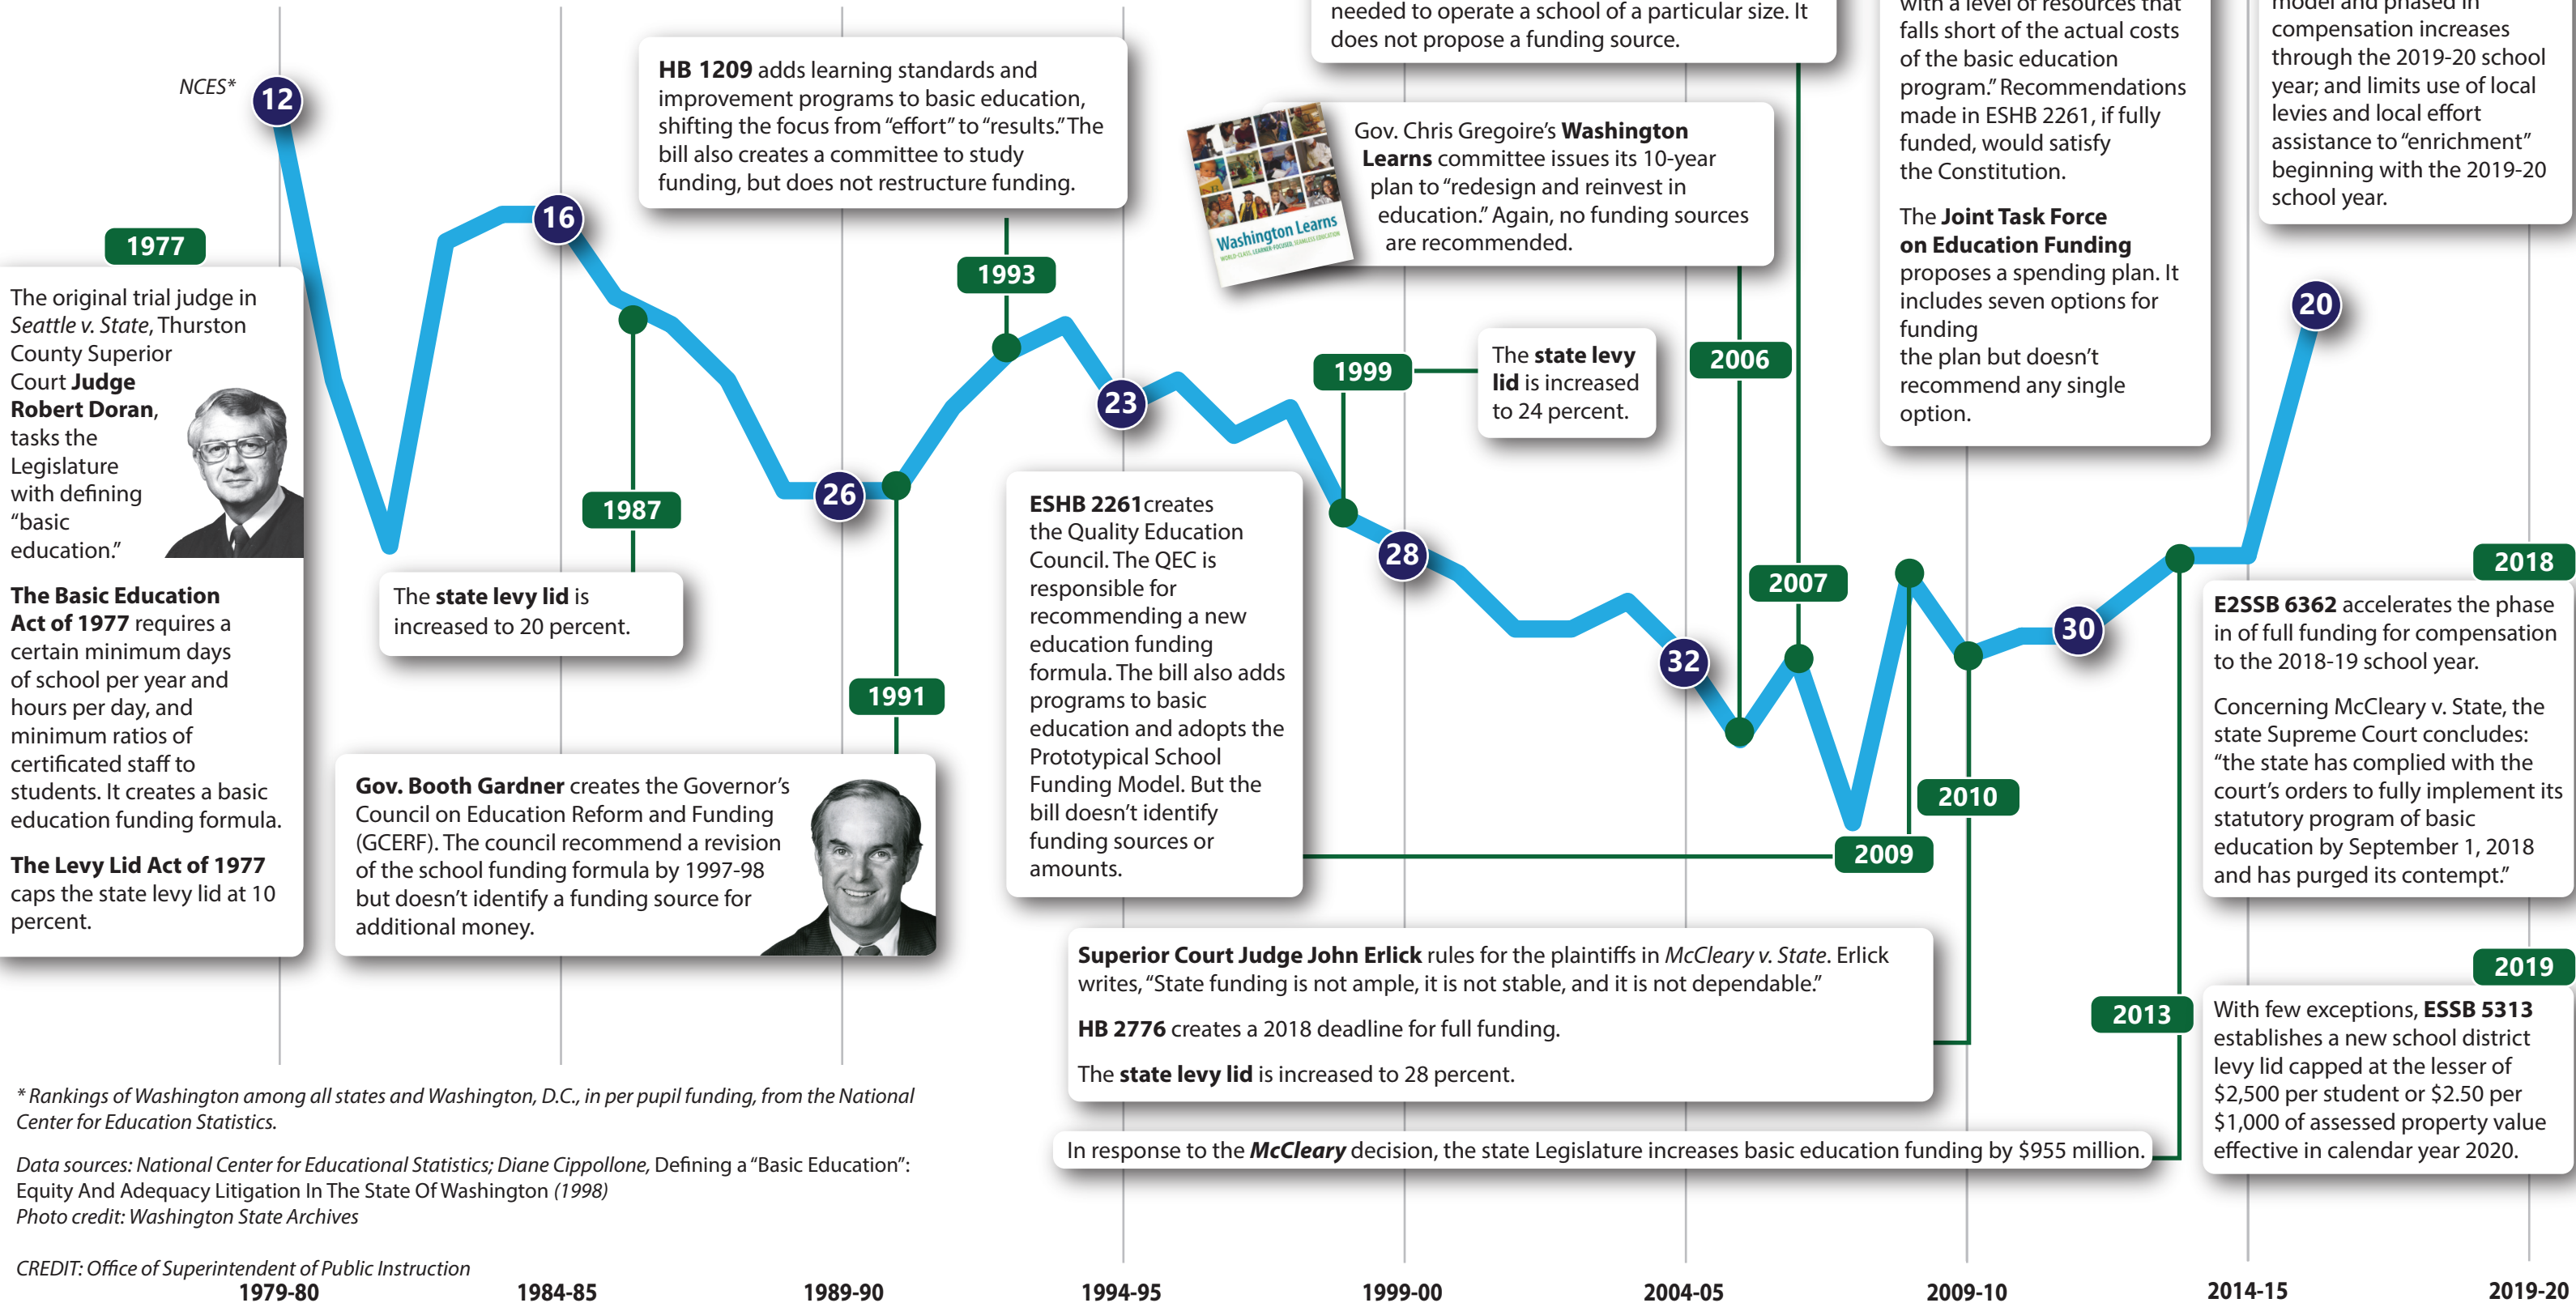 needed to operate a school of a particular size. It
does not propose a funding source.
with a level of resources that
falls short of the actual costs
of the basic education
program.” Recommendations
made in ESHB 2261, if fully
funded, would satisfy
the Constitution.
The Joint Task Force
on Education Funding
proposes a spending plan. It
includes seven options for
funding
the plan but doesn’t
recommend any single
option.
model and phased in
compensation increases
through the 2019-20 school
year; and limits use of local
levies and local effort
assistance to “enrichment”
beginning with the 2019-20
school year.
NCES*
12
HB 1209 adds learning standards and
improvement programs to basic education,
shifting the focus from “effort” to “results.” The
bill also creates a committee to study
funding, but does not restructure funding.
1993
Washington Learns
WORLD-CLASS, LEARNER-FOCUSED, SEAMLESS EDUCATION
Gov. Chris Gregoire’s Washington
Learns committee issues its 10-year
plan to “redesign and reinvest in
education.” Again, no funding sources
are recommended.
2006
16
1977
The original trial judge in
Seattle v. State, Thurston
County Superior
Court Judge
Robert Doran,
tasks the
Legislature
with defining
“basic
education.”
The Basic Education
Act of 1977 requires a
certain minimum days
of school per year and
hours per day, and
minimum ratios of
certificated staff to
students. It creates a basic
education funding formula.
The Levy Lid Act of 1977
caps the state levy lid at 10
percent.
1987
The state levy lid is
increased to 20 percent.
26
1991
Gov. Booth Gardner creates the Governor’s
Council on Education Reform and Funding
(GCERF). The council recommend a revision
of the school funding formula by 1997-98
but doesn’t identify a funding source for
additional money.
23
1999
The state levy
lid is increased
to 24 percent.
28
ESHB 2261creates
the Quality Education
Council. The QEC is
responsible for
recommending a new
education funding
formula. The bill also adds
programs to basic
education and adopts the
Prototypical School
Funding Model. But the
bill doesn’t identify
funding sources or
amounts.
32
2007
2009
2010
Superior Court Judge John Erlick rules for the plaintiffs in McCleary v. State. Erlick
writes, “State funding is not ample, it is not stable, and it is not dependable.”
HB 2776 creates a 2018 deadline for full funding.
The state levy lid is increased to 28 percent.
30
2013
In response to the McCleary decision, the state Legislature increases basic education funding by $955 million.
20
2018
E2SSB 6362 accelerates the phase
in of full funding for compensation
to the 2018-19 school year.
Concerning McCleary v. State, the
state Supreme Court concludes:
“the state has complied with the
court’s orders to fully implement its
statutory program of basic
education by September 1, 2018
and has purged its contempt.”
2019
With few exceptions, ESSB 5313
establishes a new school district
levy lid capped at the lesser of
$2,500 per student or $2.50 per
$1,000 of assessed property value
effective in calendar year 2020.
* Rankings of Washington among all states and Washington, D.C., in per pupil funding, from the National
Center for Education Statistics.
Data sources: National Center for Educational Statistics; Diane Cippollone, Defining a “Basic Education”:
Equity And Adequacy Litigation In The State Of Washington (1998)
Photo credit: Washington State Archives
CREDIT: Office of Superintendent of Public Instruction
1979-80
1984-85
1989-90
1994-95
1999-00
2004-05
2009-10
2014-15
2019-20